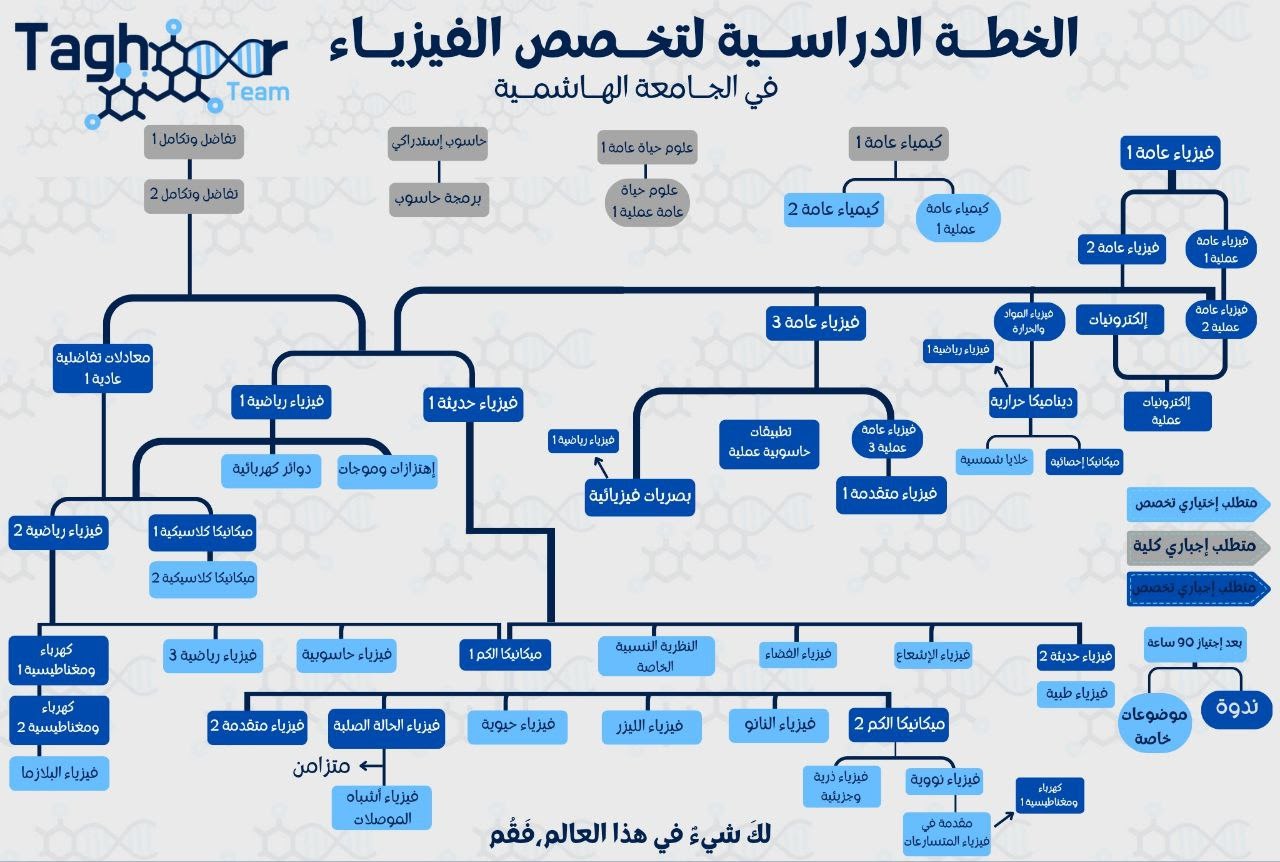 Taghyeer
Team
الخطة الدراسية لتخصص الفيزياء
في الجامعة الهاشمية
فيزياء عامة 1
كيمياء عامة 1
علوم حياة عامة 1
حاسوب إستدراكي
تفاضل وتكامل 1
تفاضل وتكامل 2
برمجة حاسوب
علوم حياة
عامة عملية 1
كيمياء عامة 2
كيمياء عامة
عملية 1
فيزياء عامة 2
فيزياء عامة
عملية 1
فيزياء عامة
عملية 2
إلكترونيات
إلكترونيات
عملية
فيزياء المواد
والحرارة
فيزياء رياضية 1
ديناميكا حرارية
ميكانيكا إحصائية
خلايا شمسية
فيزياء عامة 3
فيزياء عامة
عملية 3
فيزياء متقدمة 1
تطبيقات
حاسوبية عملية
فيزياء رياضية 1
بصريات فيزيائية
معادلات تفاضلية
عادية 1
فيزياء رياضية 1
فيزياء حديثة 1
إهتزازات وموجات
دوائر كهربائية
ميكانيكا كلاسيكية 1
فيزياء رياضية 2
ميكانيكا كلاسيكية 2
متطلب إختياري تخصص
متطلب إجباري كلية
متطلب إجباري تخصص
بعد إجتياز 90 ساعة
ندوة
موضوعات
خاصة
فيزياء حديثة 2
فيزياء طبية
فيزياء الإشعاع
فيزياء الفضاء
النظرية النسبية
الخاصة
ميكانيكا الكم 1
فيزياء حاسوبية
فيزياء رياضية 3
كهرباء
ومغناطيسية 1
كهرباء
ومغناطيسية 2
فيزياء البلازما
ميكانيكا الكم 2
فيزياء النانو
فيزياء الليزر
فيزياء حيوية
فيزياء الحالة الصلبة
فيزياء متقدمة 2
متزامن
فيزياء أشباه
الموصلات
فيزياء نووية
فيزياء ذرية
وجزيئية
مقدمة في
فيزياء المتسارعات
كهرباء
ومغناطيسية 1
لكَ شيءٌ في هذا العالم,فَقُم